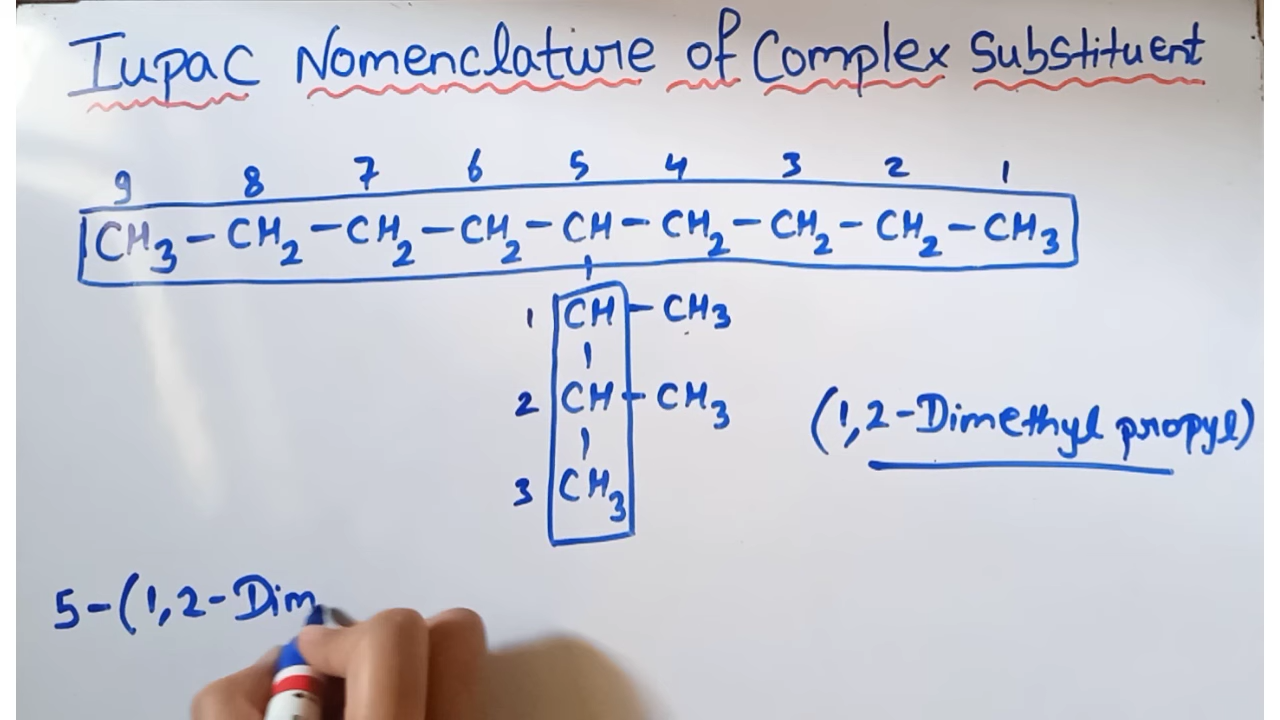 Iupac Nomenclature of Complex Substituent
9 8 7 6 5 4 3 2 1
CH3-CH2-CH2-CH2-CH-CH2-CH2-CH2-CH3
1 CH-CH3
2 CH-CH3
(1,2-Dimethyl propyl)
3 CH3
5-(1,2-Dim